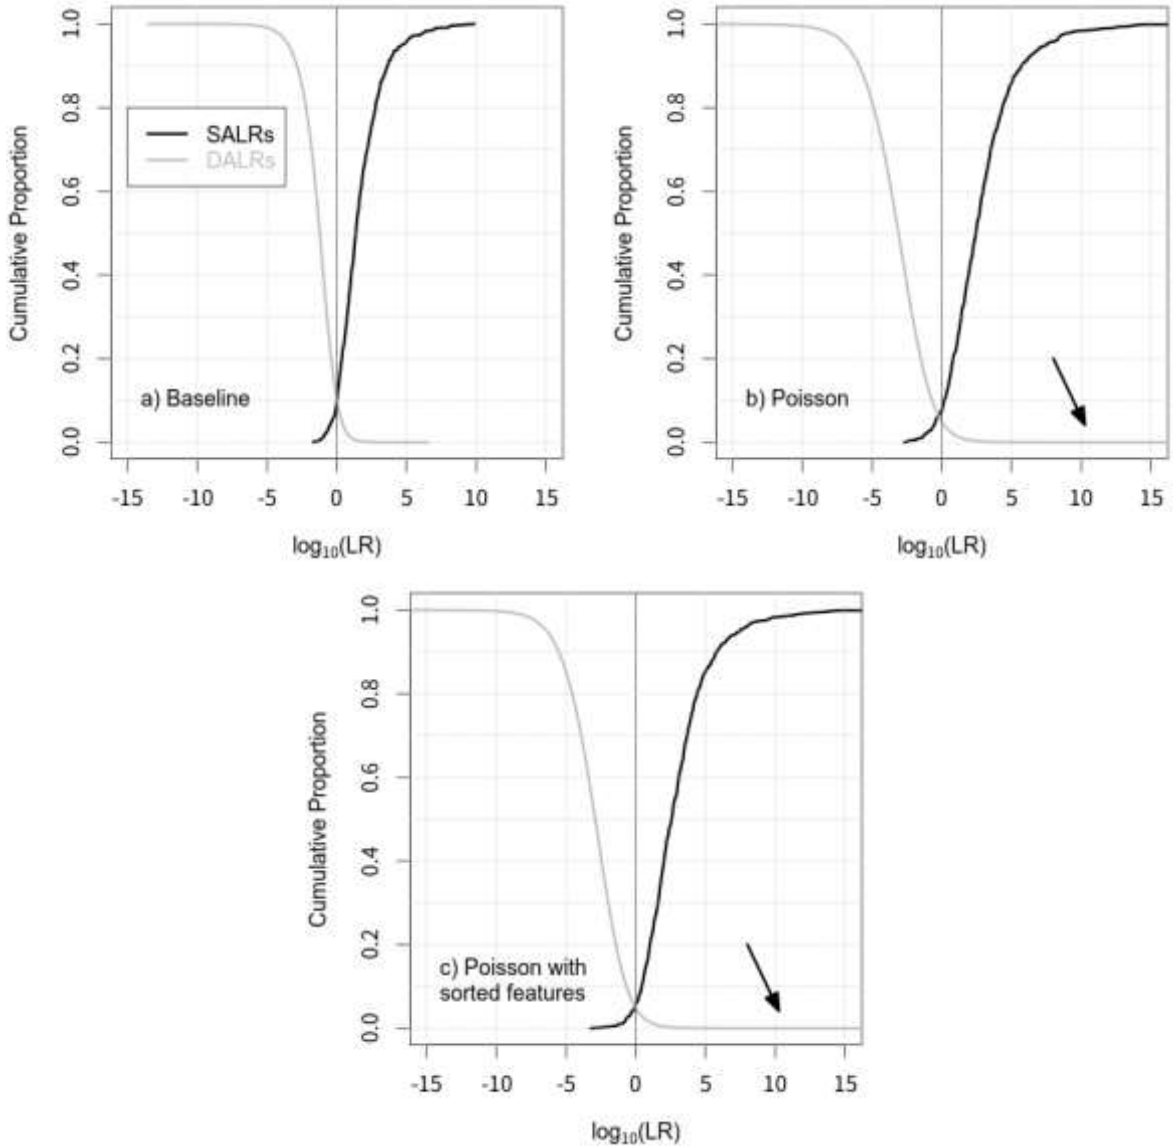 Cumulative Proportion
1.0
0.8
0.6
0.4
0.2
0.0
SALRs
DALRs
a) Baseline
-15 -10 -5 0 5 10 15
log₁₀(LR)
Cumulative Proportion
1.0
0.8
0.6
0.4
0.2
0.0
b) Poisson
-15 -10 -5 0 5 10 15
log₁₀(LR)
Cumulative Proportion
1.0
0.8
0.6
0.4
0.2
0.0
c) Poisson with
sorted features
-15 -10 -5 0 5 10 15
log₁₀(LR)